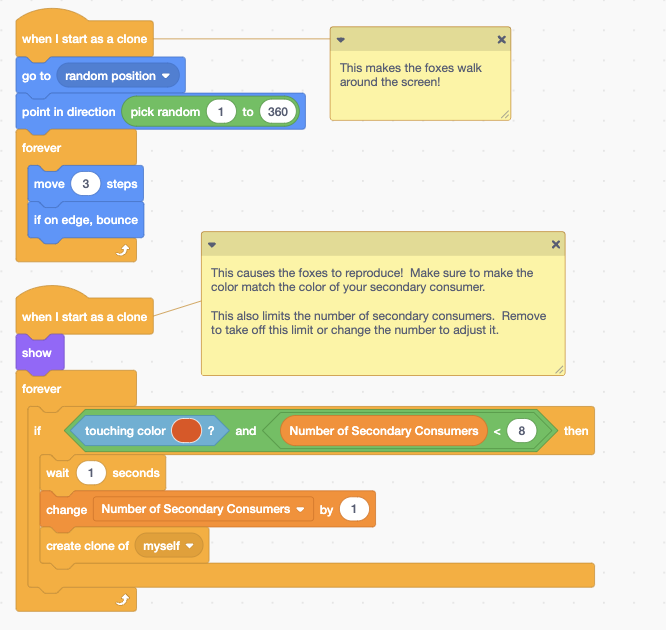 when I start as a clone
go to random position
point in direction pick random 1 to 360
forever
move 3 steps
if on edge, bounce
This makes the foxes walk
around the screen!
This causes the foxes to reproduce! Make sure to make the
color match the color of your secondary consumer.
This also limits the number of secondary consumers. Remove
to take off this limit or change the number to adjust it.
when I start as a clone
show
forever
if touching color ? and Number of Secondary Consumers < 8 then
wait 1 seconds
change Number of Secondary Consumers by 1
create clone of myself